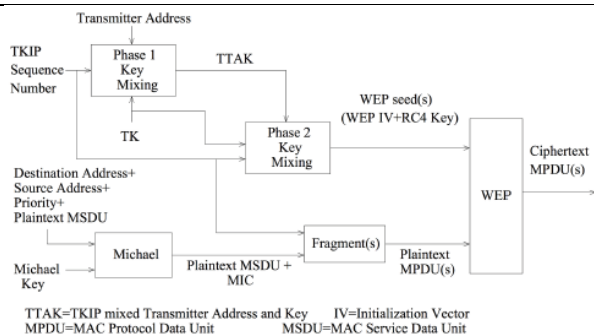 Transmitter Address
TKIP
Sequence
Number
Phase 1
Key
Mixing
TTAK
TK
Phase 2
Key
Mixing
WEP seed(s)
(WEP IV+RC4 Key)
WEP
Ciphertext
MPDU(s)
Destination Address+
Source Address+
Priority+
Plaintext MSDU
Michael
Key
Michael
Plaintext MSDU +
MIC
Fragment(s)
Plaintext
MPDU(s)
TTAK=TKIP mixed Transmitter Address and Key IV=Initialization Vector
MPDU=MAC Protocol Data Unit MSDU=MAC Service Data Unit